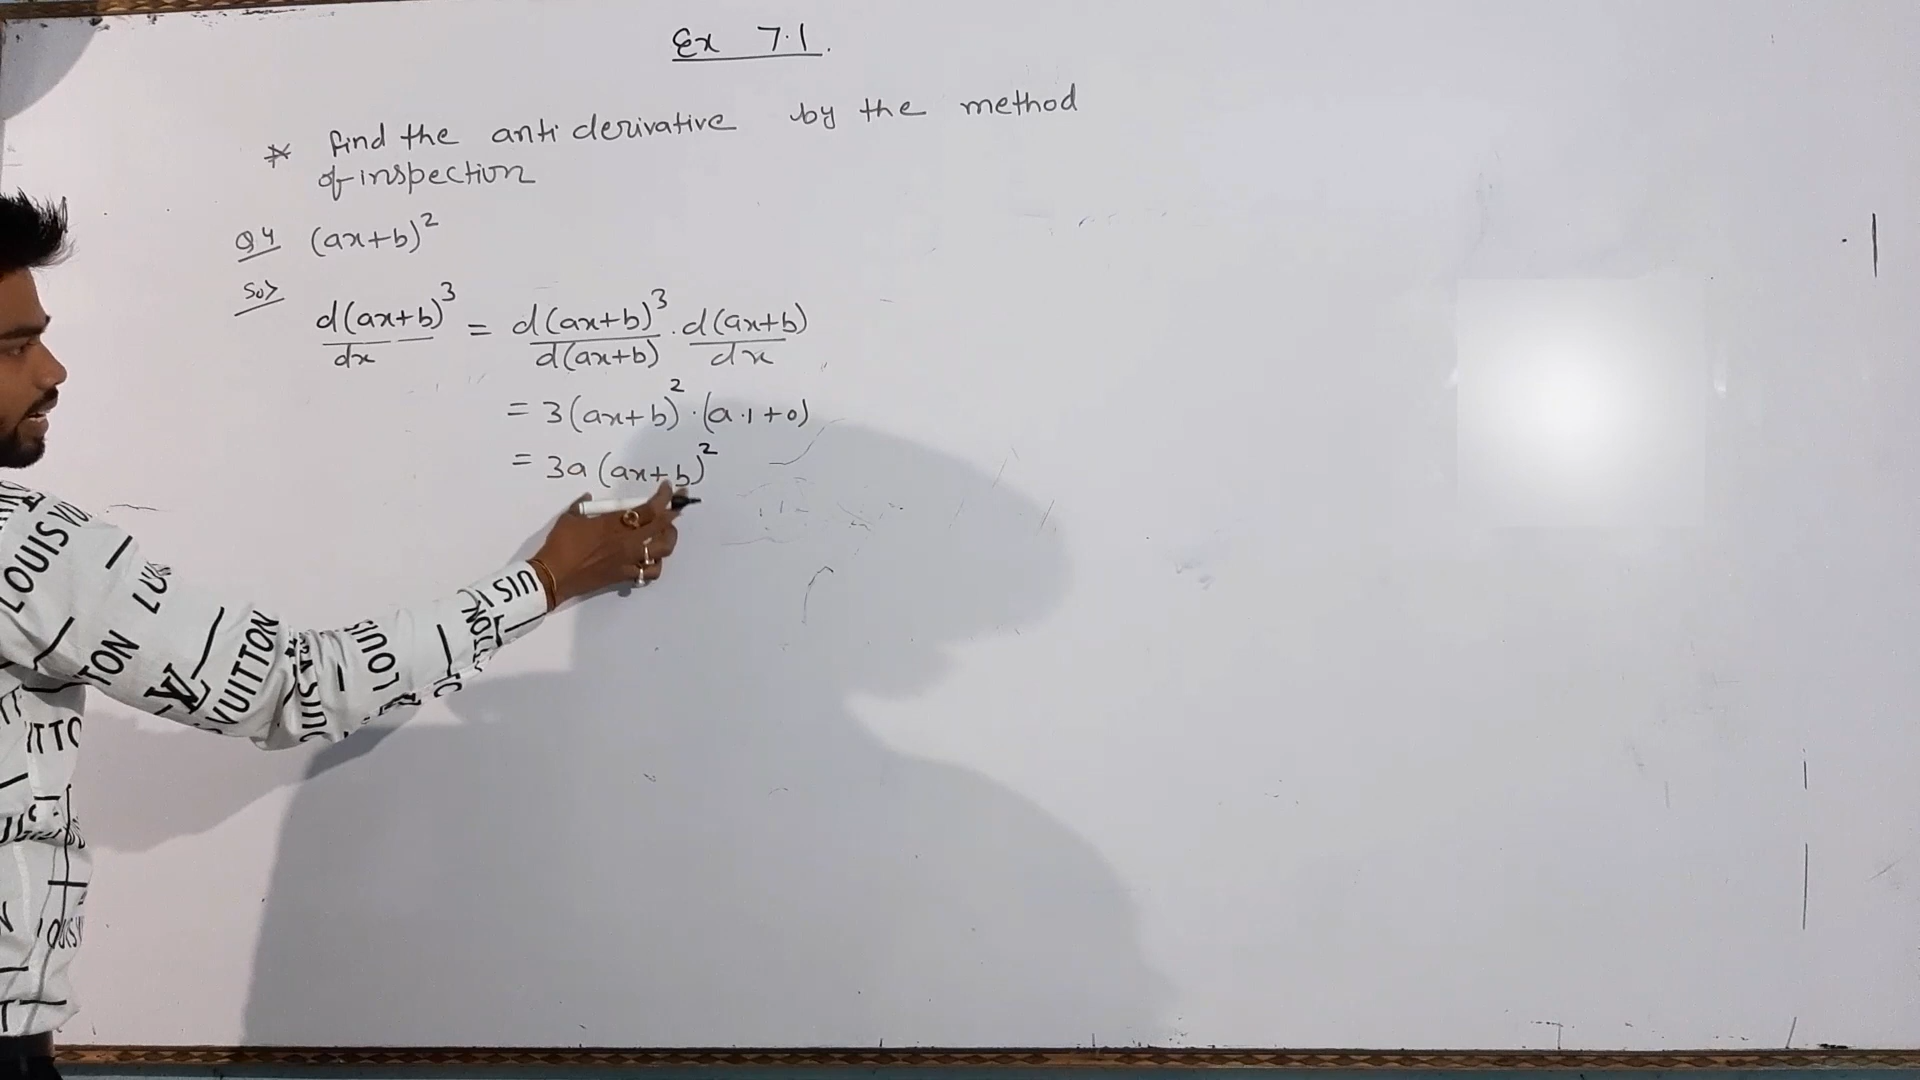 Ex 7.1.
* find the anti derivative by the method
of inspection
Q4 (ax+b)²
Sol
d(ax+b)³/dx = d(ax+b)³/d(ax+b) . d(ax+b)/dx
= 3(ax+b)² . (a.1+0)
= 3a(ax+b)²
LOUIS VUITTON